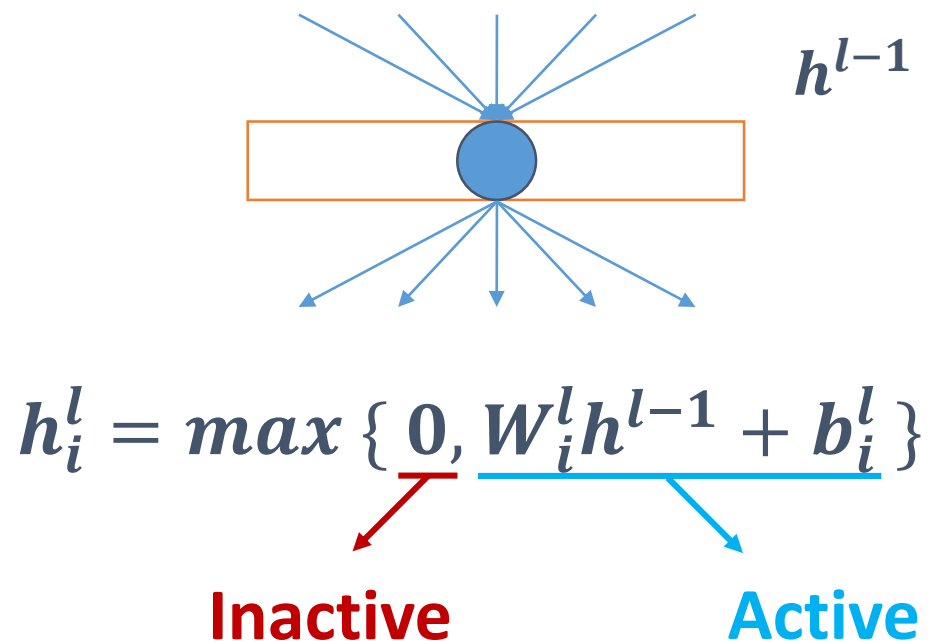 h^{l-1}
h_i^l = max { 0, W_i^l h^{l-1} + b_i^l }
Inactive Active